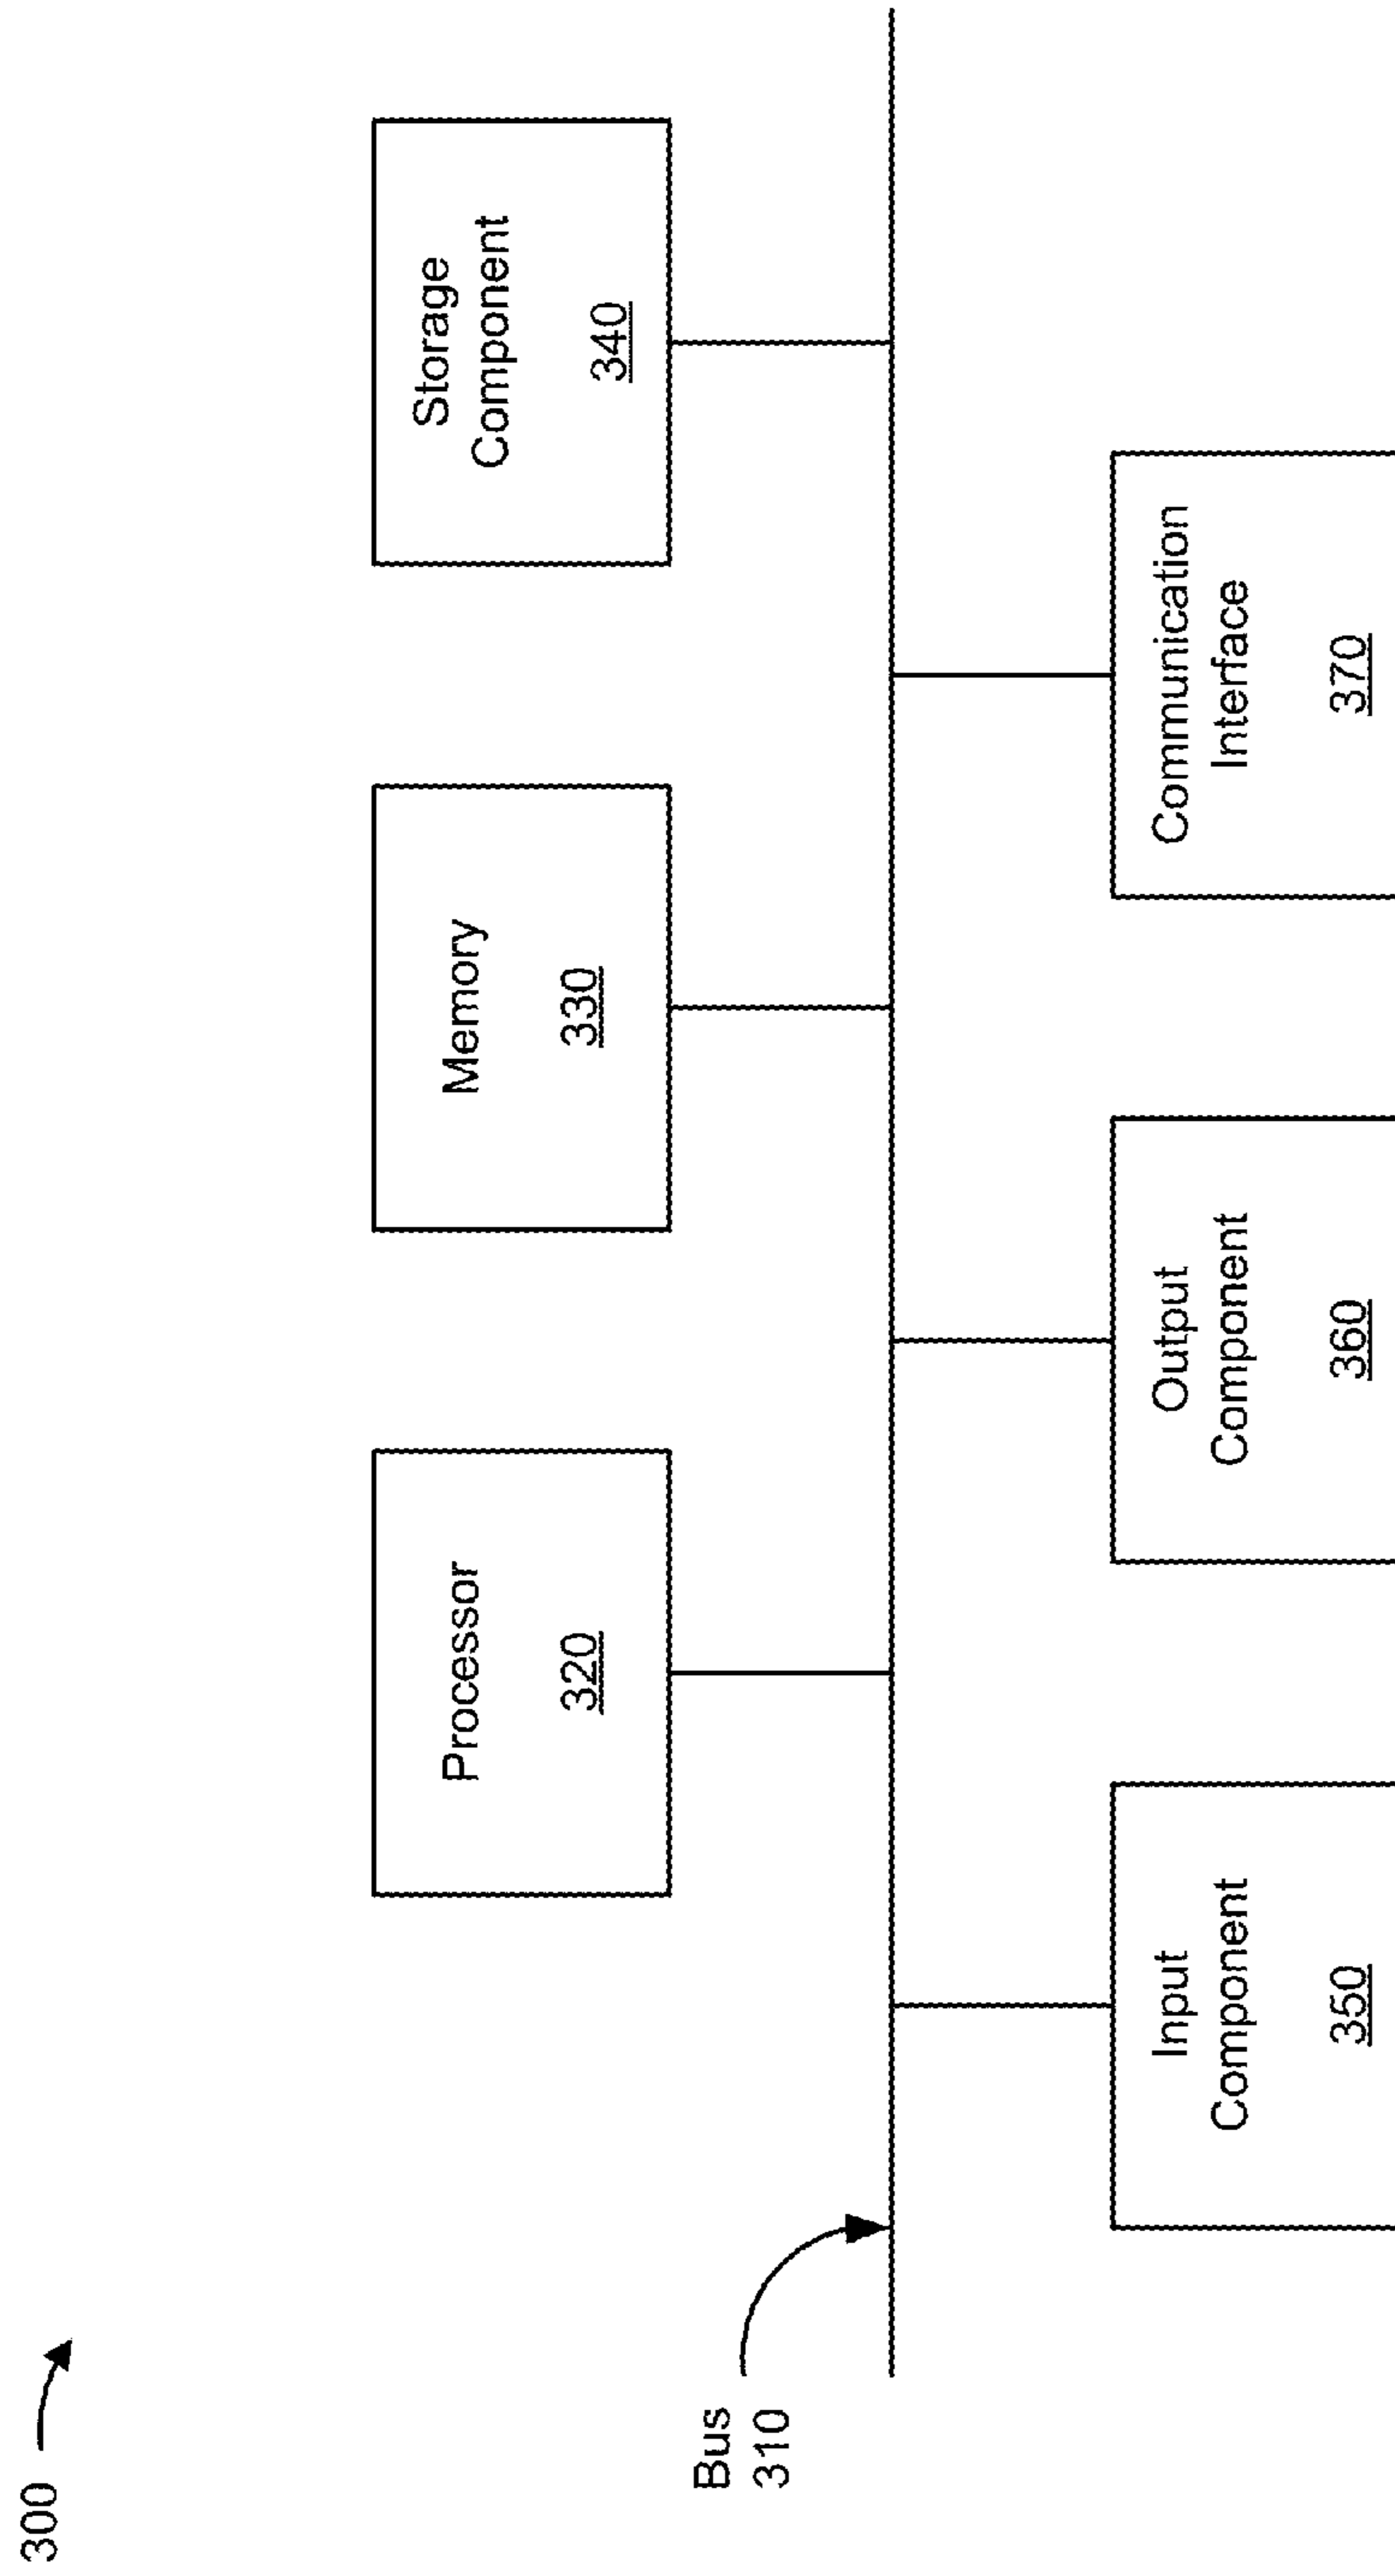 300
Processor
320
Memory
330
Storage
Component
340
Bus
310
Input
Component
350
Output
Component
360
Communication
Interface
370